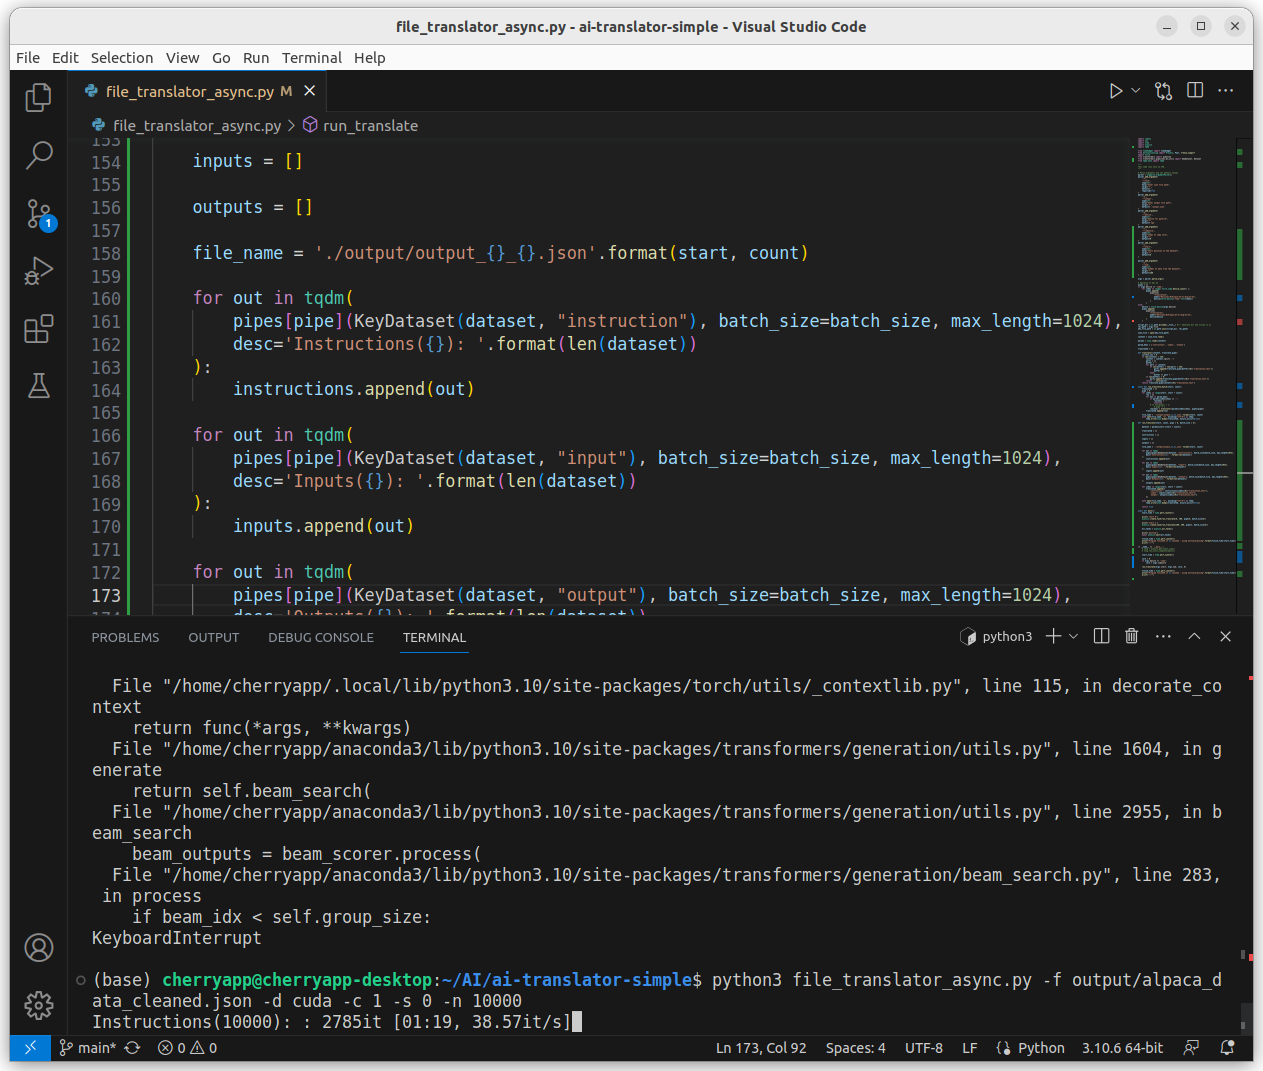 file_translator_async.py - ai-translator-simple - Visual Studio Code
File Edit Selection View Go Run Terminal Help
file_translator_async.py M
file_translator_async.py > run_translate
153
154 inputs = []
155
156 outputs = []
157
158 file_name = './output/output_{}_{}.json'.format(start, count)
159
160 for out in tqdm(
161 pipes[pipe](KeyDataset(dataset, "instruction"), batch_size=batch_size, max_length=1024),
162 desc='Instructions({}): '.format(len(dataset))
163 ):
164 instructions.append(out)
165
166 for out in tqdm(
167 pipes[pipe](KeyDataset(dataset, "input"), batch_size=batch_size, max_length=1024),
168 desc='Inputs({}): '.format(len(dataset))
169 ):
170 inputs.append(out)
171
172 for out in tqdm(
173 pipes[pipe](KeyDataset(dataset, "output"), batch_size=batch_size, max_length=1024),
174 desc='Outputs({}): '.format(len(dataset))
PROBLEMS OUTPUT DEBUG CONSOLE TERMINAL python3
File "/home/cherryapp/.local/lib/python3.10/site-packages/torch/utils/_contextlib.py", line 115, in decorate_co
ntext
return func(*args, **kwargs)
File "/home/cherryapp/anaconda3/lib/python3.10/site-packages/transformers/generation/utils.py", line 1604, in g
enerate
return self.beam_search(
File "/home/cherryapp/anaconda3/lib/python3.10/site-packages/transformers/generation/utils.py", line 2955, in b
eam_search
beam_outputs = beam_scorer.process(
File "/home/cherryapp/anaconda3/lib/python3.10/site-packages/transformers/generation/beam_search.py", line 283,
in process
if beam_idx < self.group_size:
KeyboardInterrupt
(base) cherryapp@cherryapp-desktop:~/AI/ai-translator-simple$ python3 file_translator_async.py -f output/alpaca_d
ata_cleaned.json -d cuda -c 1 -s 0 -n 10000
Instructions(10000): : 2785it [01:19, 38.57it/s]
1
main* 0 0 Ln 173, Col 92 Spaces: 4 UTF-8 LF Python 3.10.6 64-bit